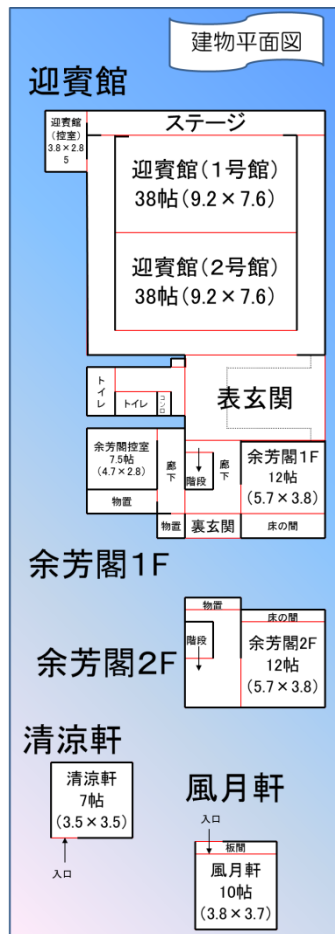 建物平面図
迎賓館
迎賓館
(控室)
3.8×2.8
5
ステージ
迎賓館(1号館)
38帖(9.2×7.6)
迎賓館(2号館)
38帖(9.2×7.6)
トイレ
トイレ
コンロ
表玄関
余芳閣控室
7.5帖
(4.7×2.8)
物置
廊下
階段
廊下
余芳閣1F
12帖
(5.7×3.8)
物置
裏玄関
床の間
余芳閣1F
物置
床の間
階段
余芳閣2F
12帖
(5.7×3.8)
余芳閣2F
清涼軒
清涼軒
7帖
(3.5×3.5)
入口
風月軒
入口
板間
風月軒
10帖
(3.8×3.7)